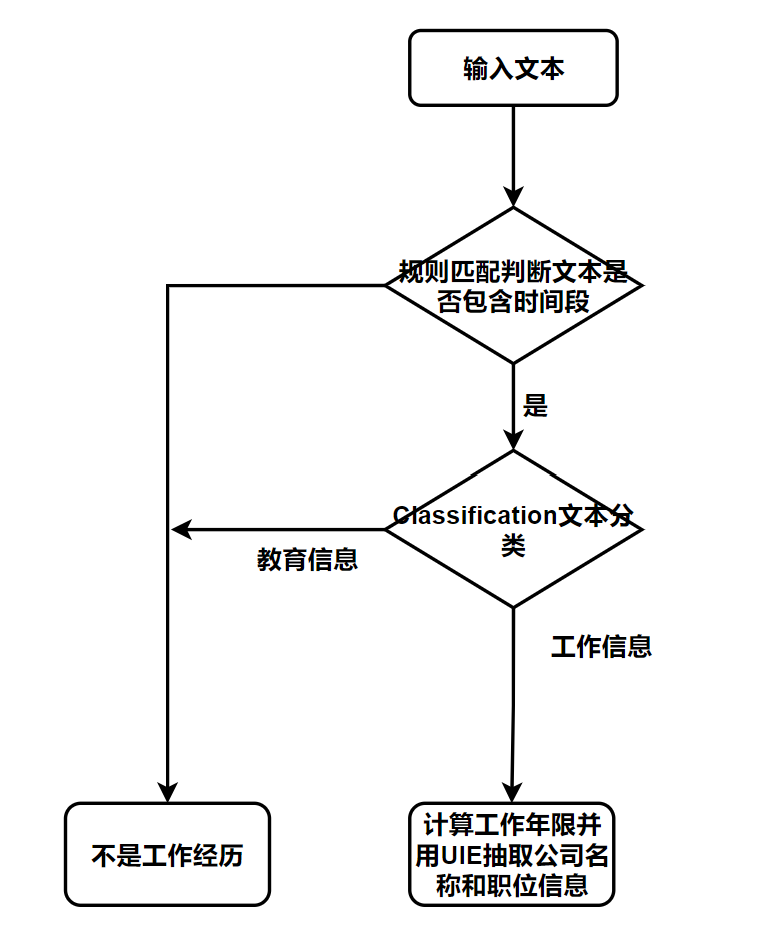 输入文本
规则匹配判断文本是
否包含时间段
是
Classification文本分
类
教育信息
工作信息
不是工作经历
计算工作年限并
用UIE抽取公司名
称和职位信息